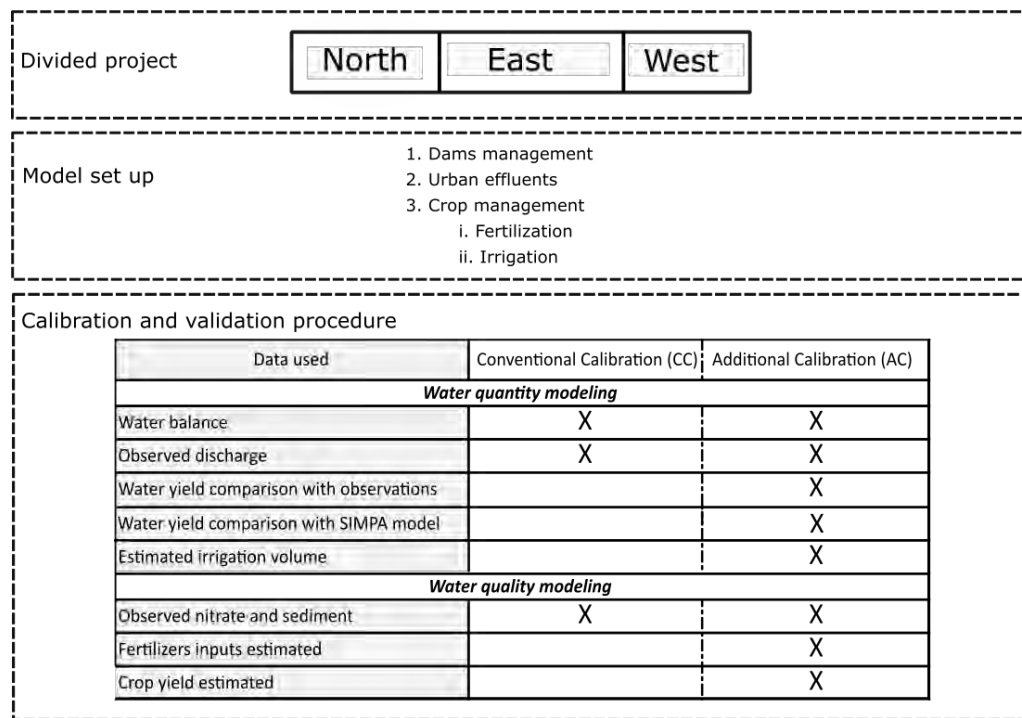 Divided project
North East West
Model set up
1. Dams management
2. Urban effluents
3. Crop management
i. Fertilization
ii. Irrigation
Calibration and validation procedure
Data used Conventional Calibration (CC) Additional Calibration (AC)
Water quantity modeling
Water balance X X
Observed discharge X X
Water yield comparison with observations X
Water yield comparison with SIMPA model X
Estimated irrigation volume X
Water quality modeling
Observed nitrate and sediment X X
Fertilizers inputs estimated X
Crop yield estimated X